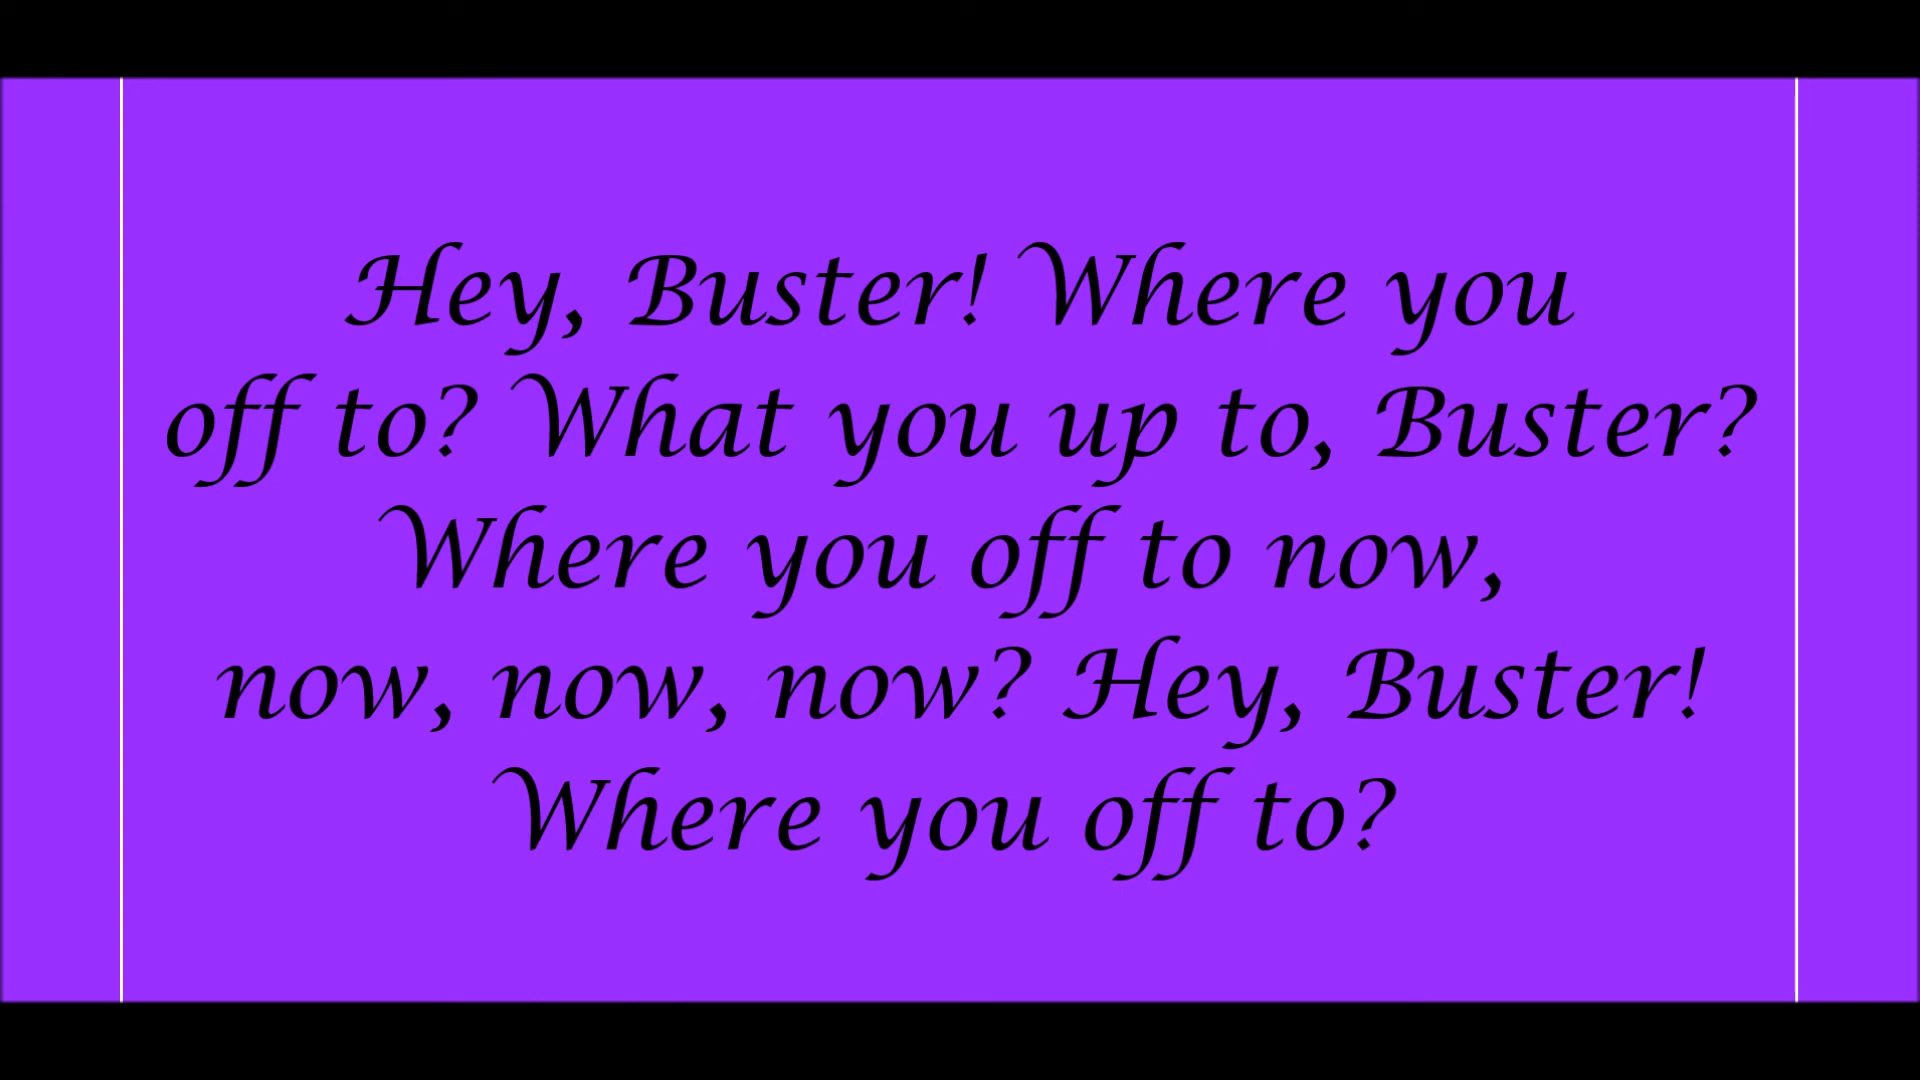 Hey, Buster! Where you
off to? What you up to, Buster?
Where you off to now,
now, now, now? Hey, Buster!
Where you off to?